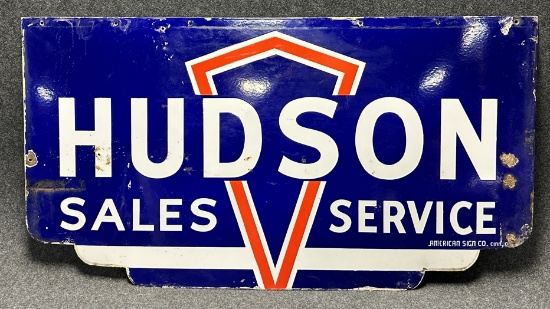 HUDSON
SALES SERVICE
AMERICAN SIGN CO.